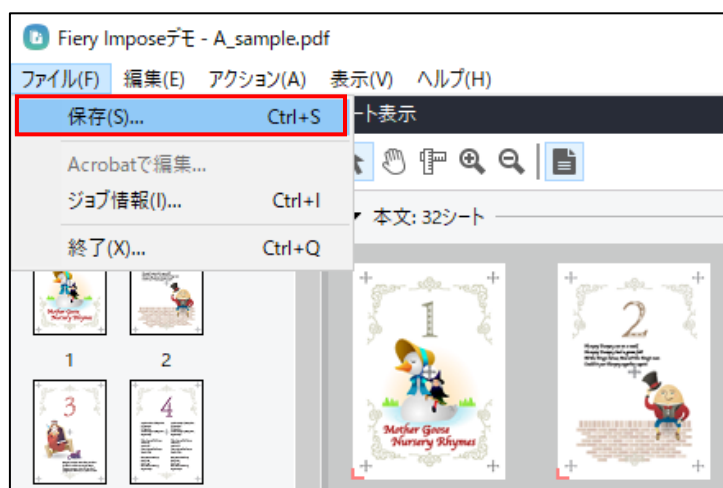 Fiery Imposeデモ - A_sample.pdf
ファイル(F) 編集(E) アクション(A) 表示(V) ヘルプ(H)
保存(S)... Ctrl+S
ート表示
Acrobatで編集...
ジョブ情報(I)... Ctrl+I
本文: 32シート
終了(X)... Ctrl+Q
1
2
Mother Goose
Nursery Rhymes
Mother Goose
Nursery Rhymes
1 2
3
4